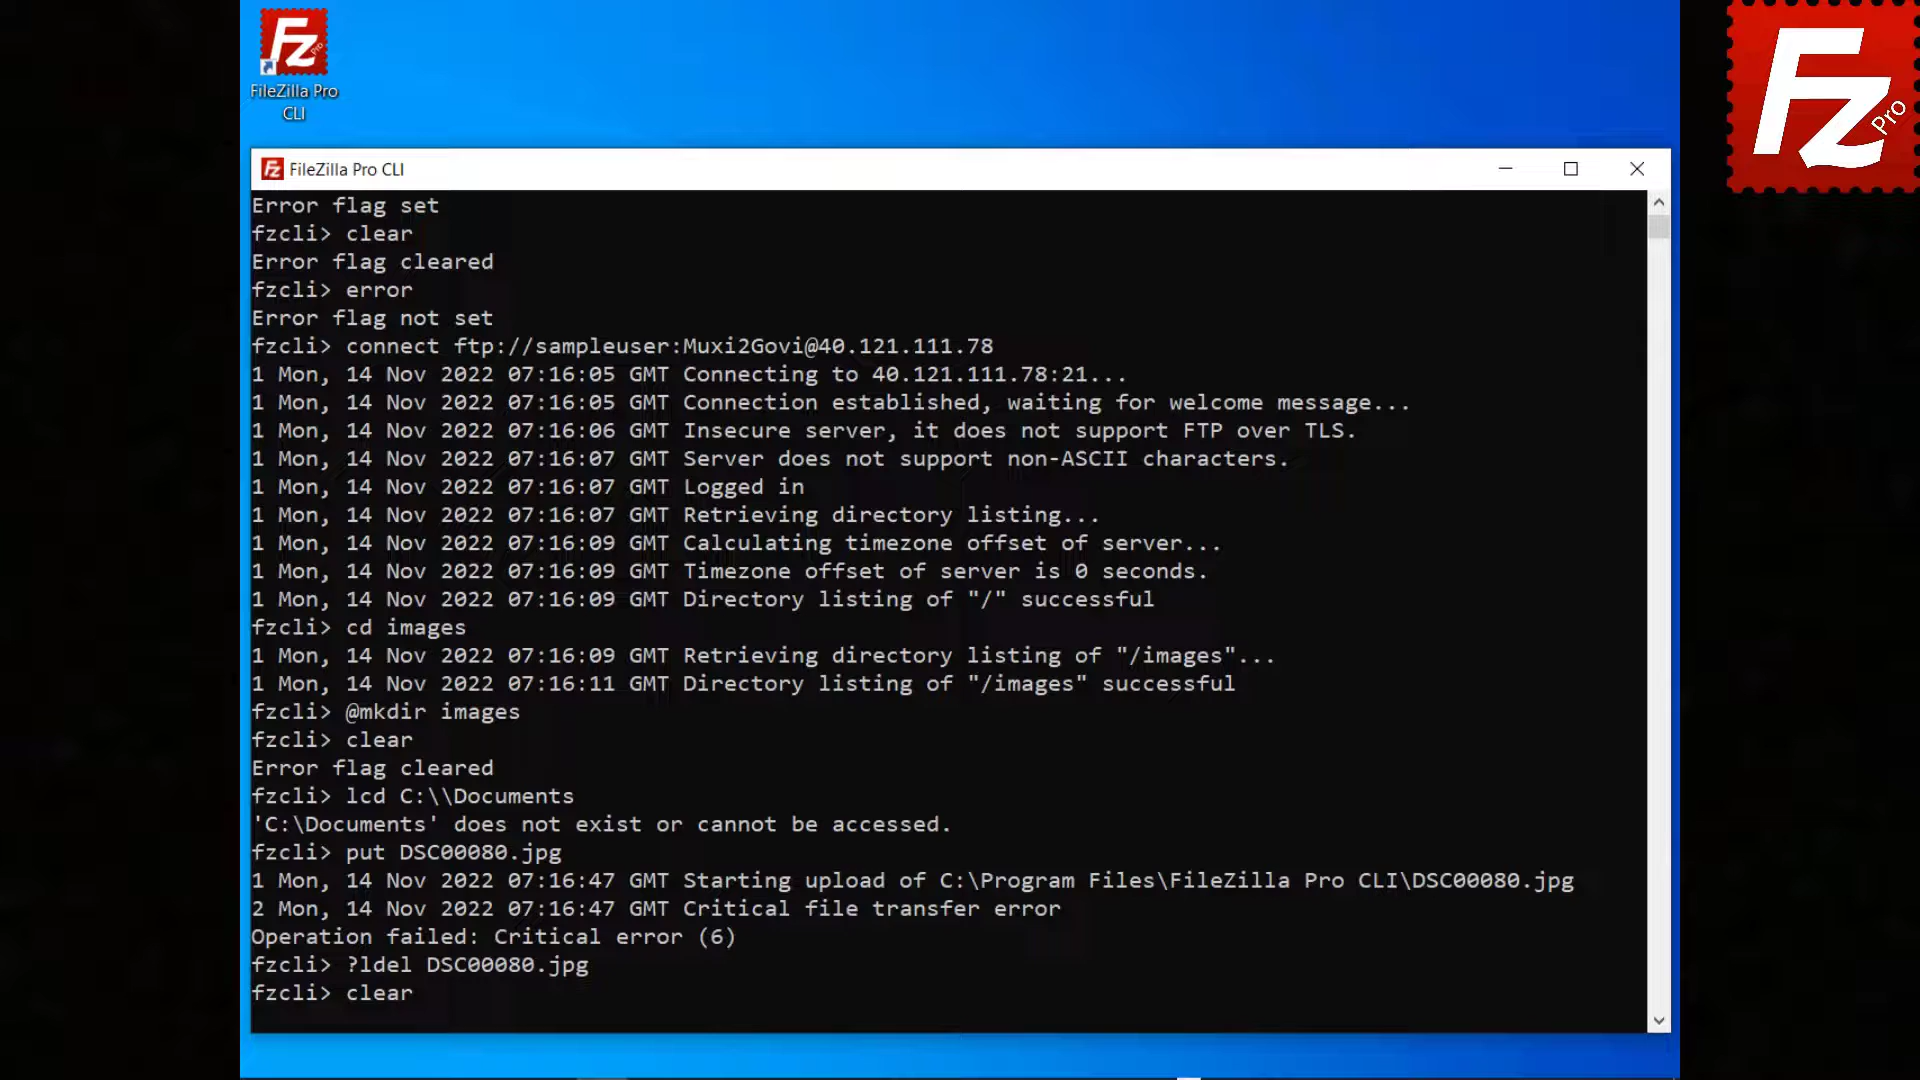 Fz Pro
FileZilla Pro
CLI
Fz Pro
FileZilla Pro CLI
Error flag set
fzcli> clear
Error flag cleared
fzcli> error
Error flag not set
fzcli> connect ftp://sampleuser:Muxi2Govi@40.121.111.78
1 Mon, 14 Nov 2022 07:16:05 GMT Connecting to 40.121.111.78:21...
1 Mon, 14 Nov 2022 07:16:05 GMT Connection established, waiting for welcome message...
1 Mon, 14 Nov 2022 07:16:06 GMT Insecure server, it does not support FTP over TLS.
1 Mon, 14 Nov 2022 07:16:07 GMT Server does not support non-ASCII characters.
1 Mon, 14 Nov 2022 07:16:07 GMT Logged in
1 Mon, 14 Nov 2022 07:16:07 GMT Retrieving directory listing...
1 Mon, 14 Nov 2022 07:16:09 GMT Calculating timezone offset of server...
1 Mon, 14 Nov 2022 07:16:09 GMT Timezone offset of server is 0 seconds.
1 Mon, 14 Nov 2022 07:16:09 GMT Directory listing of "/" successful
fzcli> cd images
1 Mon, 14 Nov 2022 07:16:09 GMT Retrieving directory listing of "/images"...
1 Mon, 14 Nov 2022 07:16:11 GMT Directory listing of "/images" successful
fzcli> @mkdir images
fzcli> clear
Error flag cleared
fzcli> lcd C:\\Documents
'C:\Documents' does not exist or cannot be accessed.
fzcli> put DSC00080.jpg
1 Mon, 14 Nov 2022 07:16:47 GMT Starting upload of C:\Program Files\FileZilla Pro CLI\DSC00080.jpg
2 Mon, 14 Nov 2022 07:16:47 GMT Critical file transfer error
Operation failed: Critical error (6)
fzcli> ?ldel DSC00080.jpg
fzcli> clear